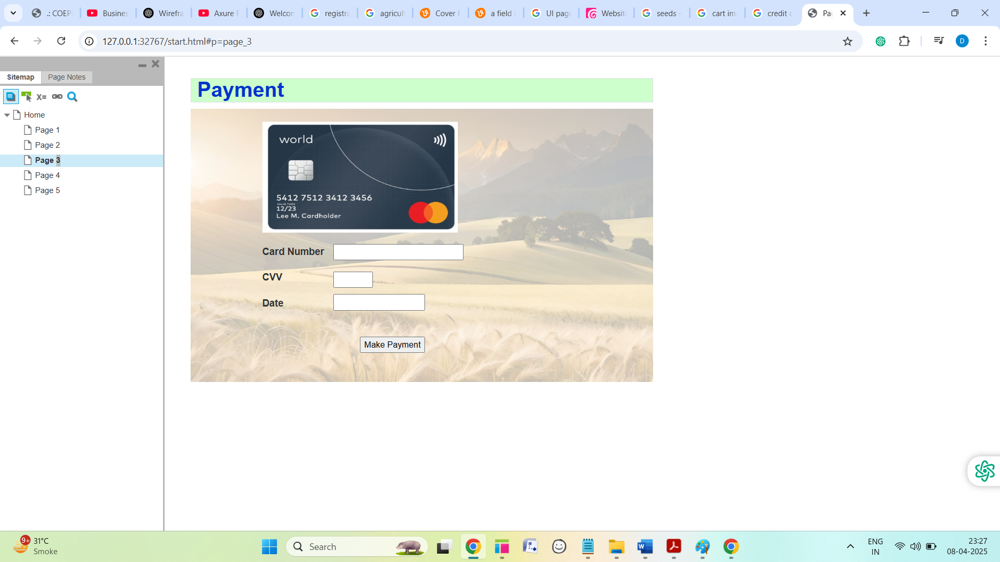 .: COEP
Busines
Wirefra
Axure F
Welcon
registra
agricult
Cover F
a field
UI page
Website
seeds -
cart im
credit c
Pa
127.0.0.1:32767/start.html#p=page_3
D
Sitemap
Page Notes
X=
Home
Page 1
Page 2
Page 3
Page 4
Page 5
Payment
world
5412 7512 3412 3456
VALID THRU
12/23
Lee M. Cardholder
Card Number
CVV
Date
Make Payment
9+
31°C
Smoke
Search
W
ENG
IN
23:27
08-04-2025